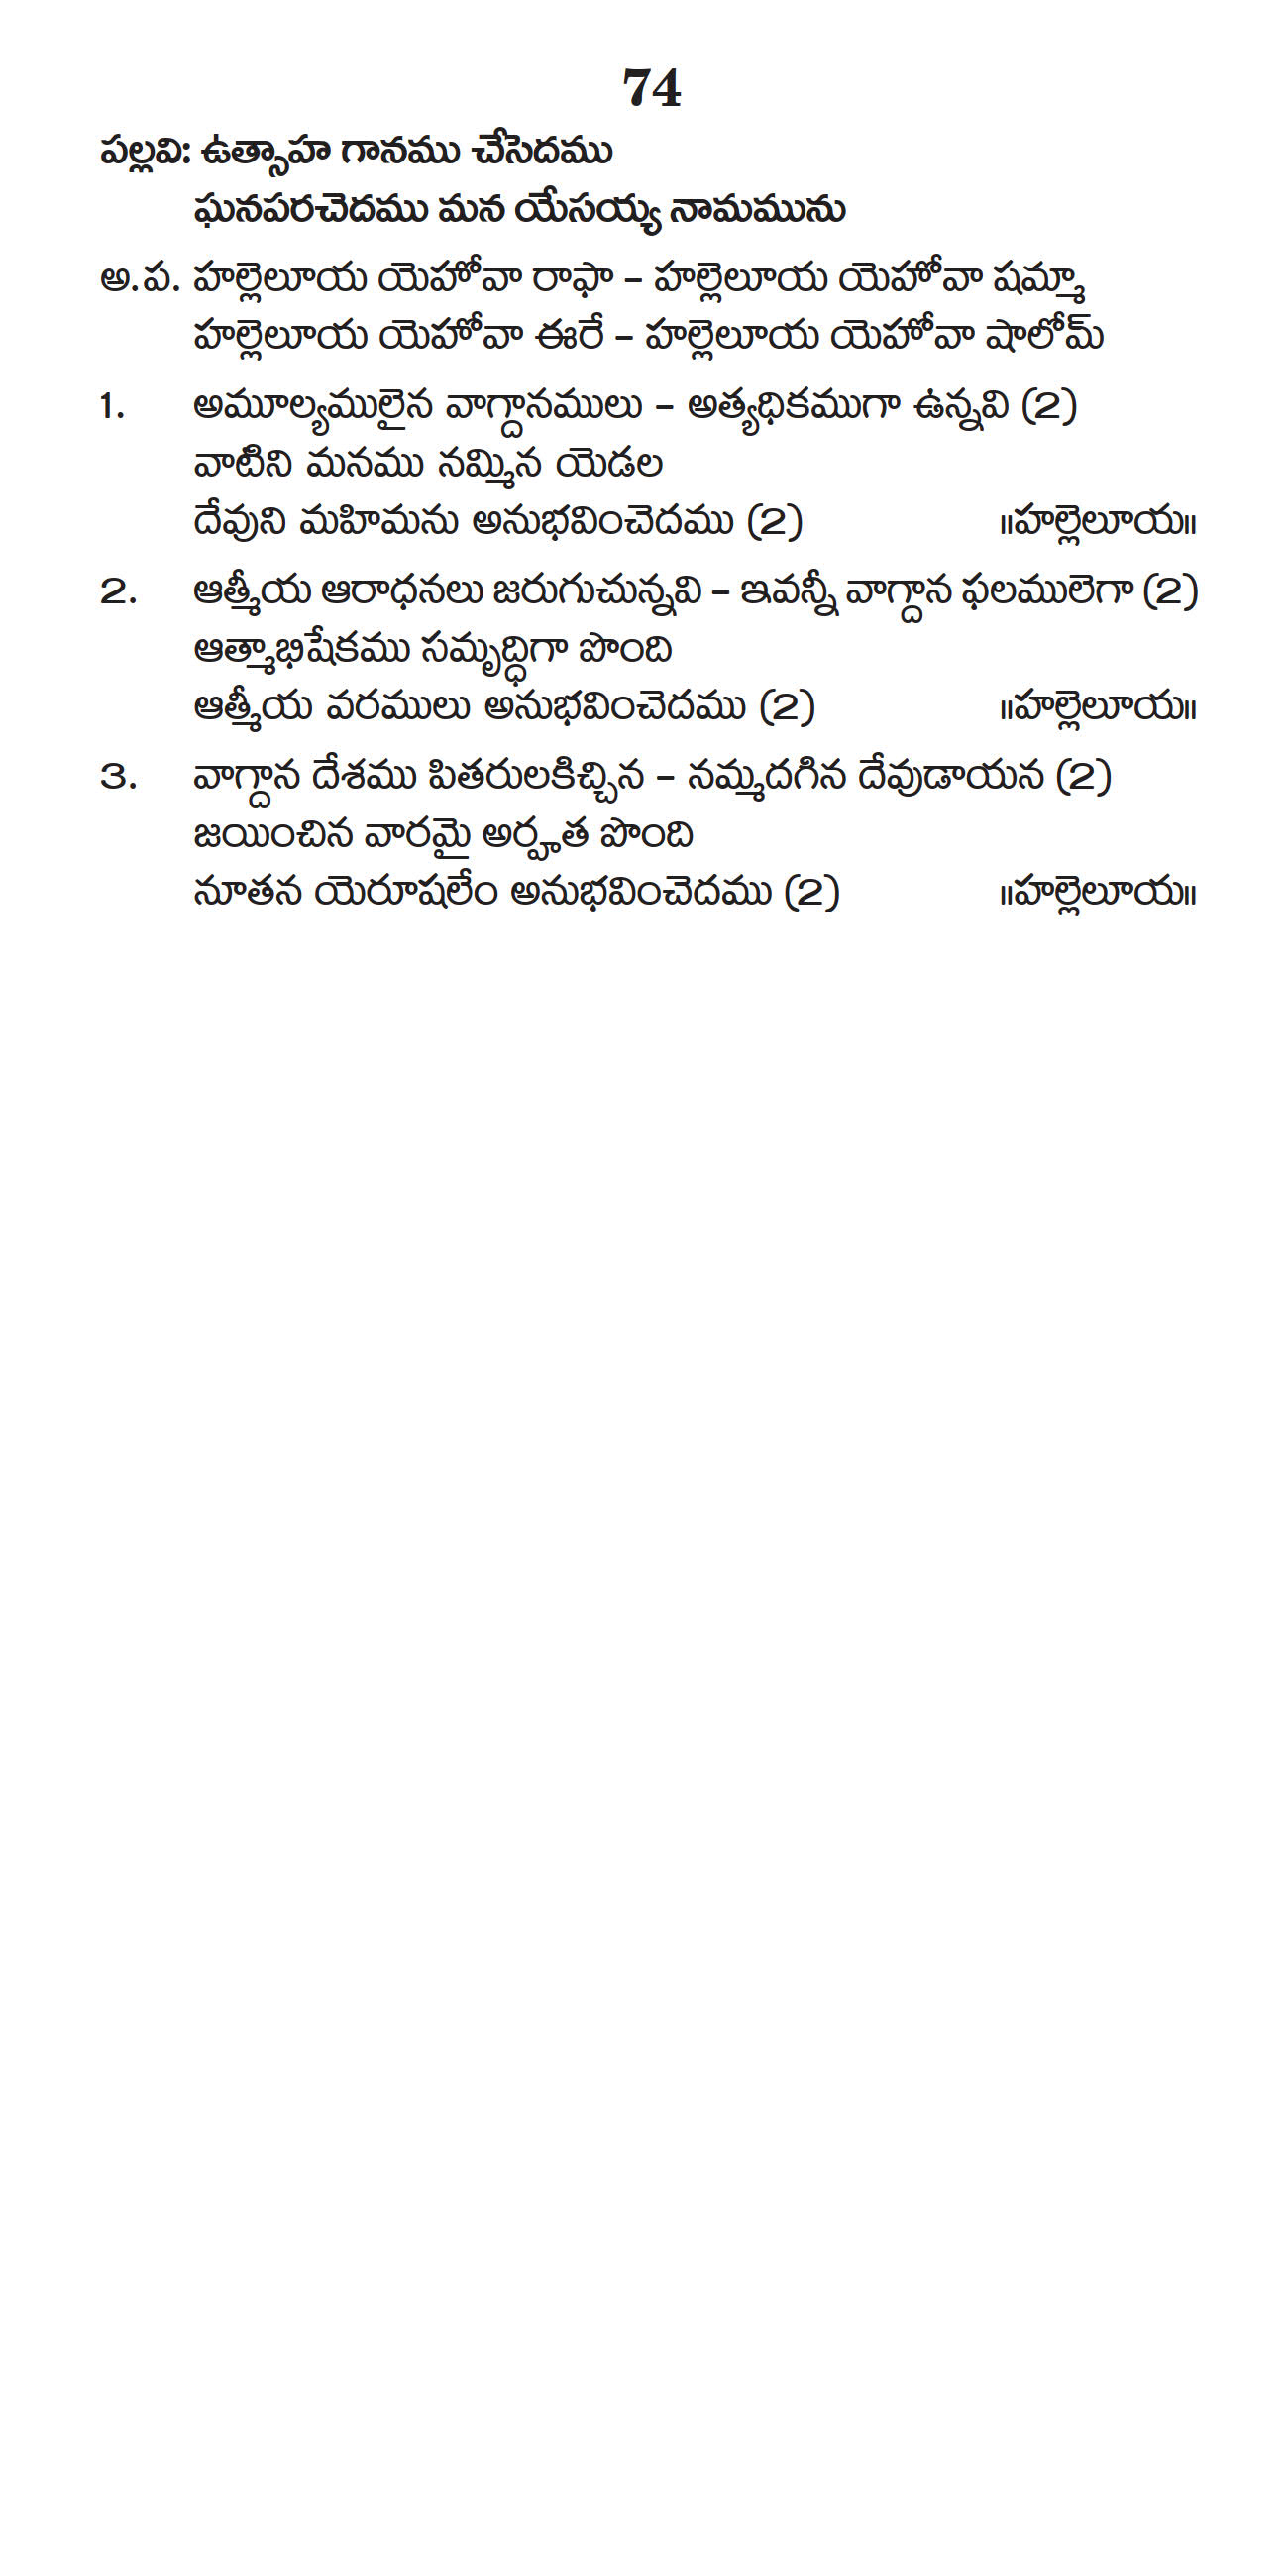 74
పల్లవి: ఉత్సాహ గానము చేసెదము
ఘనపరచెదము మన యేసయ్య నామమును
అ.ప. హల్లెలూయ యెహోవా రాఫా – హల్లెలూయ యెహోవా షమ్మా
హల్లెలూయ యెహోవా ఈరే – హల్లెలూయ యెహోవా షాలోమ్
1. అమూల్యములైన వాగ్దానములు – అత్యధికముగా ఉన్నవి (2)
వాటిని మనము నమ్మిన యెడల
దేవుని మహిమను అనుభవించెదము (2) ॥హల్లెలూయ॥
2. ఆత్మీయ ఆరాధనలు జరుగుచున్నవి – ఇవన్నీ వాగ్దాన ఫలములెగా (2)
ఆత్మాభిషేకము సమృద్ధిగా పొంది
ఆత్మీయ వరములు అనుభవించెదము (2) ॥హల్లెలూయ॥
3. వాగ్దాన దేశము పితరులకిచ్చిన – నమ్మదగిన దేవుడాయన (2)
జయించిన వారమై అర్హత పొంది
నూతన యెరూషలేం అనుభవించెదము (2) ॥హల్లెలూయ॥